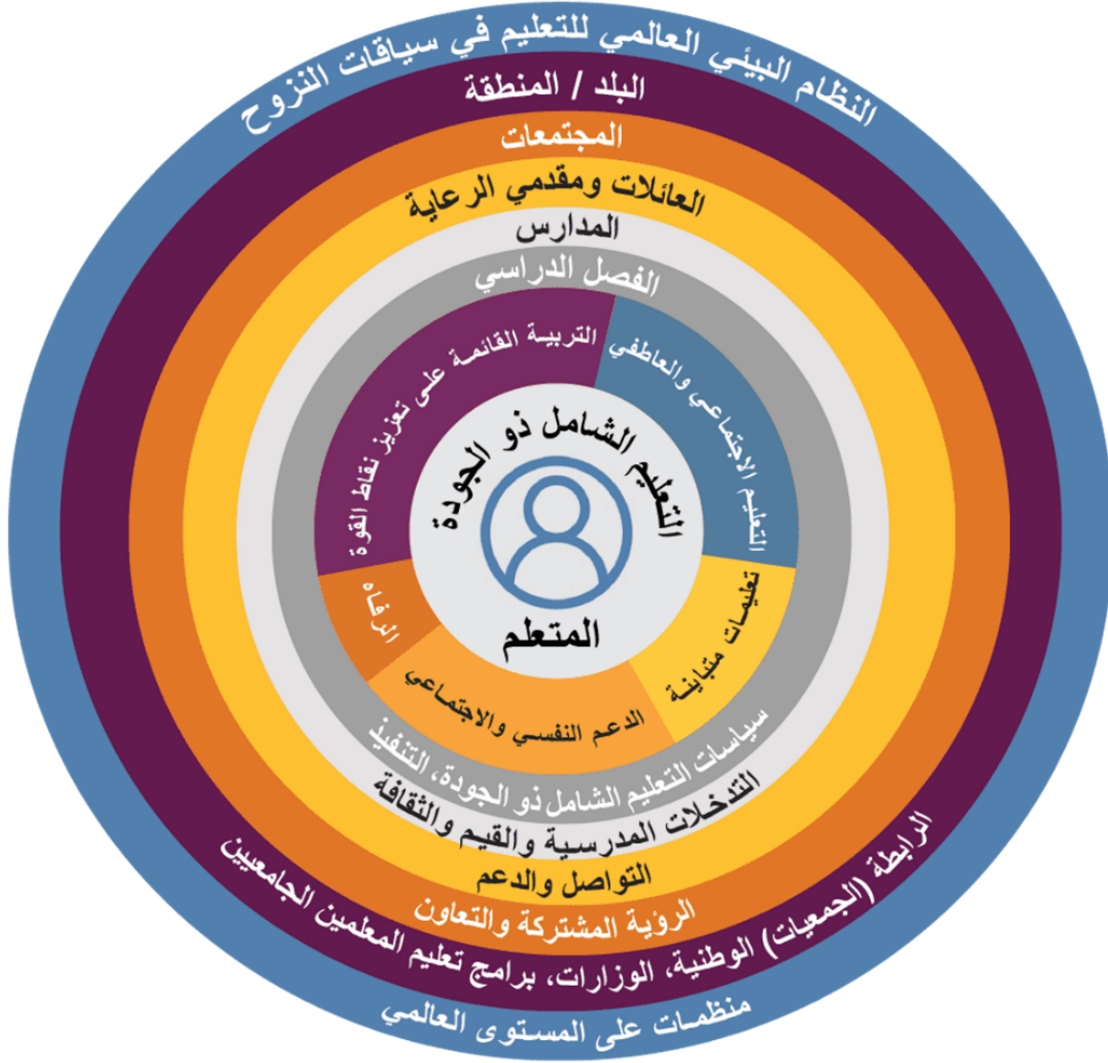 النظام البيئي العالمي للتعليم في سياقات النزوح
البلد / المنطقة
المجتمعات
العائلات ومقدمي الرعاية
المدارس
الفصل الدراسي
التربية القائمة على تعزيز نقاط القوة
التعليم الاجتماعي والعاطفي
التعليم الشامل ذو الجودة
المتعلم
الرفاه
تعليمات متباينة
الدعم النفسي والاجتماعي
سياسات التعليم الشامل ذو الجودة، التنفيذ
التدخلات المدرسية والقيم والثقافة
التواصل والدعم
الرؤية المشتركة والتعاون
الرابطة (الجمعيات) الوطنية، الوزارات، برامج تعليم المعلمين الجامعيين
منظمات على المستوى العالمي